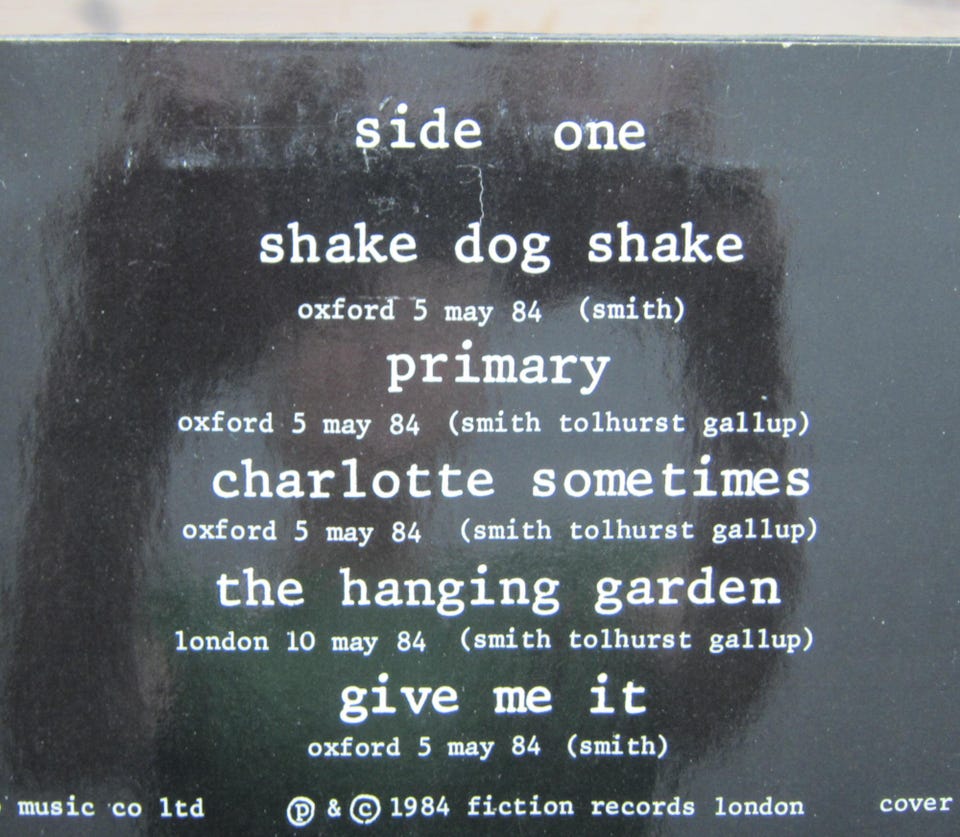 side one
shake dog shake
oxford 5 may 84 (smith)
primary
oxford 5 may 84 (smith tolhurst gallup)
charlotte sometimes
oxford 5 may 84 (smith tolhurst gallup)
the hanging garden
london 10 may 84 (smith tolhurst gallup)
give me it
oxford 5 may 84 (smith)
music co ltd ℗ & © 1984 fiction records london cover